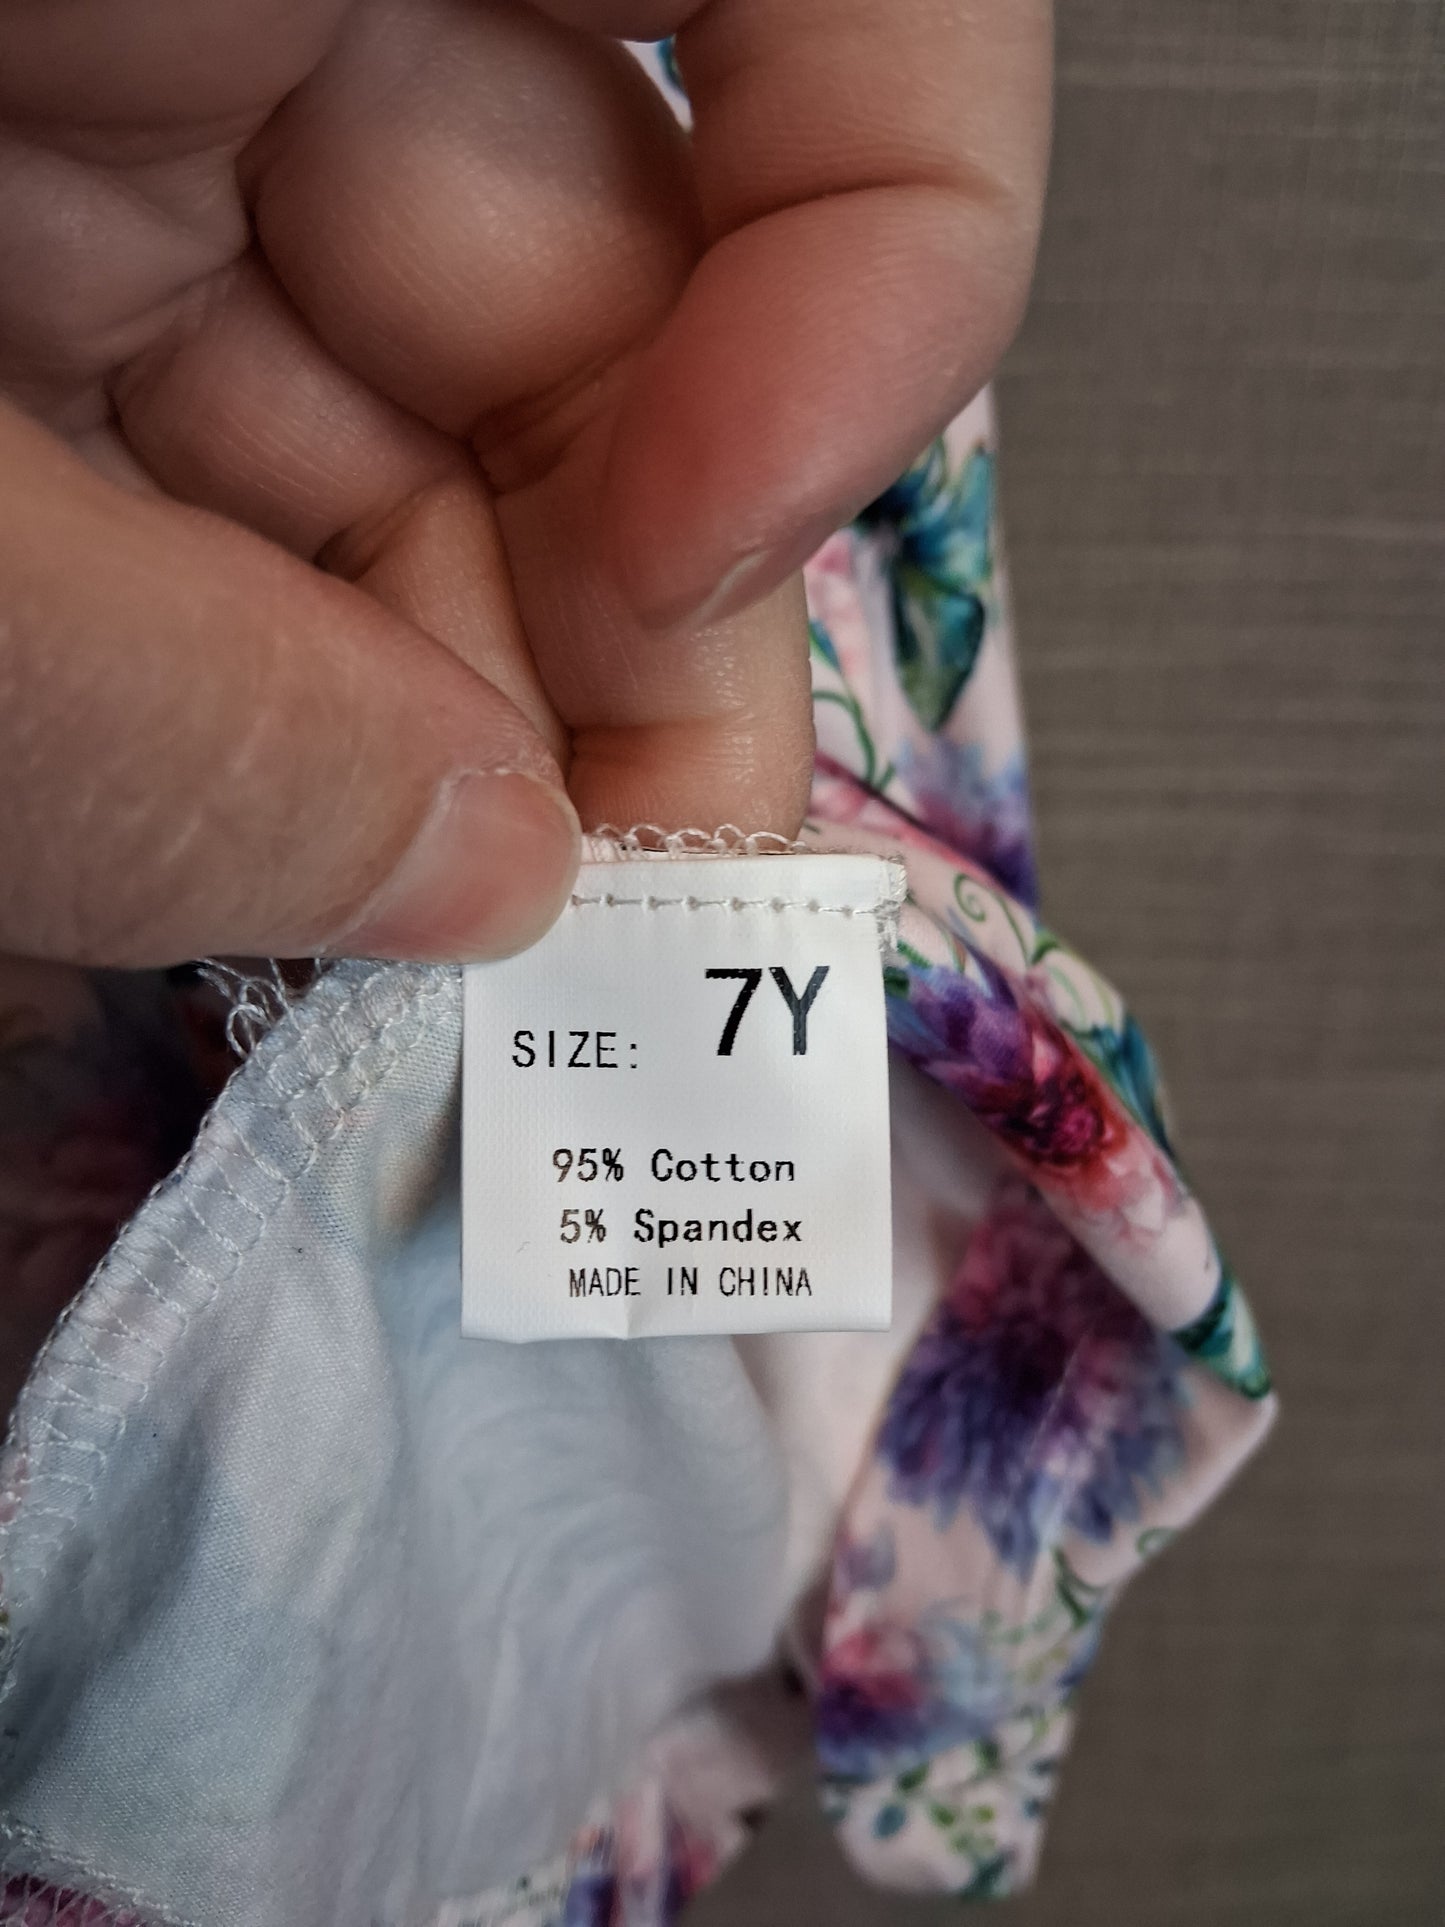 SIZE: 7Y
95% Cotton
5% Spandex
MADE IN CHINA